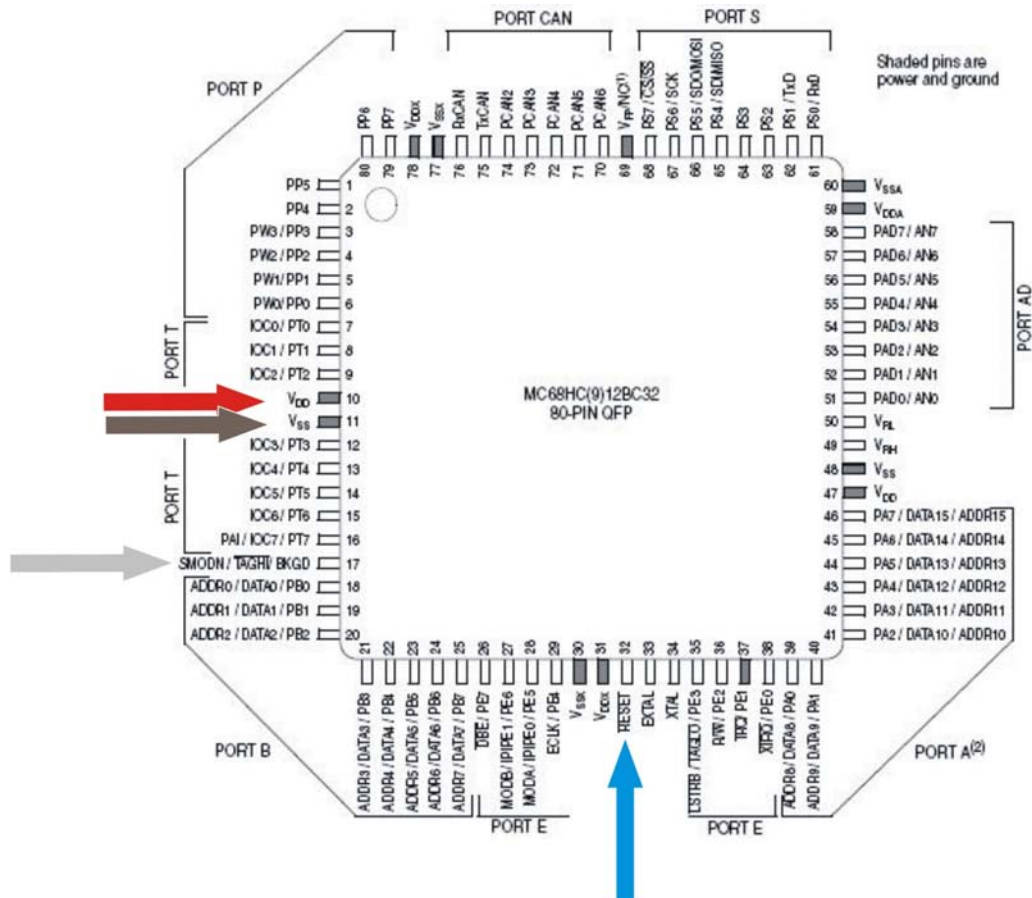 PORT CAN
PORT S
PORT P
Shaded pins are
power and ground
PP6
PP7
VDDX
VSSX
RxCAN
TxCAN
PCAN2
PCAN3
PCAN4
PCAN5
PCAN6
VPP/NC(1)
PS7 / CS/SS
PS6 / SCK
PS5 / SDO/MOSI
PS4 / SDI/MISO
PS3
PS2
PS1 / TxD
PS0 / RxD
80
79
78
77
76
75
74
73
72
71
70
69
68
67
66
65
64
63
62
61
PP5 1
PP4 2
PW3 / PP3 3
PW2 / PP2 4
PW1 / PP1 5
PW0/ PP0 6
IOC0 / PT0 7
IOC1 / PT1 8
IOC2 / PT2 9
VDD 10
VSS 11
IOC3 / PT3 12
IOC4 / PT4 13
IOC5 / PT5 14
IOC6 / PT6 15
PAI / IOC7 / PT7 16
SMODN / TAGHI/ BKGD 17
ADDR0 / DATA0 / PB0 18
ADDR1 / DATA1 / PB1 19
ADDR2 / DATA2 / PB2 20
PORT T
PORT T
MC68HC(9)12BC32
80-PIN QFP
60 VSSA
59 VDDA
58 PAD7 / AN7
57 PAD6 / AN6
56 PAD5 / AN5
55 PAD4 / AN4
54 PAD3 / AN3
53 PAD2 / AN2
52 PAD1 / AN1
51 PAD0 / AN0
50 VRL
49 VRH
48 VSS
47 VDD
46 PA7 / DATA15 / ADDR15
45 PA6 / DATA14 / ADDR14
44 PA5 / DATA13 / ADDR13
43 PA4 / DATA12 / ADDR12
42 PA3 / DATA11 / ADDR11
41 PA2 / DATA10 / ADDR10
PORT AD
21
22
23
24
25
26
27
28
29
30
31
32
33
34
35
36
37
38
39
40
ADDR3 / DATA3 / PB3
ADDR4 / DATA4 / PB4
ADDR5 / DATA5 / PB5
ADDR6 / DATA6 / PB6
ADDR7 / DATA7 / PB7
DBE / PE7
MODB / IPIPE1 / PE6
MODA / IPIPE0 / PE5
ECLK / PE4
VSSX
VDDX
RESET
EXTAL
XTAL
LSTRB / TAGLO / PE3
R/W / PE2
IRQ/ PE1
XIRQ / PE0
ADDR8 / DATA8 / PA0
ADDR9 / DATA9 / PA1
PORT B
PORT A(2)
PORT E
PORT E